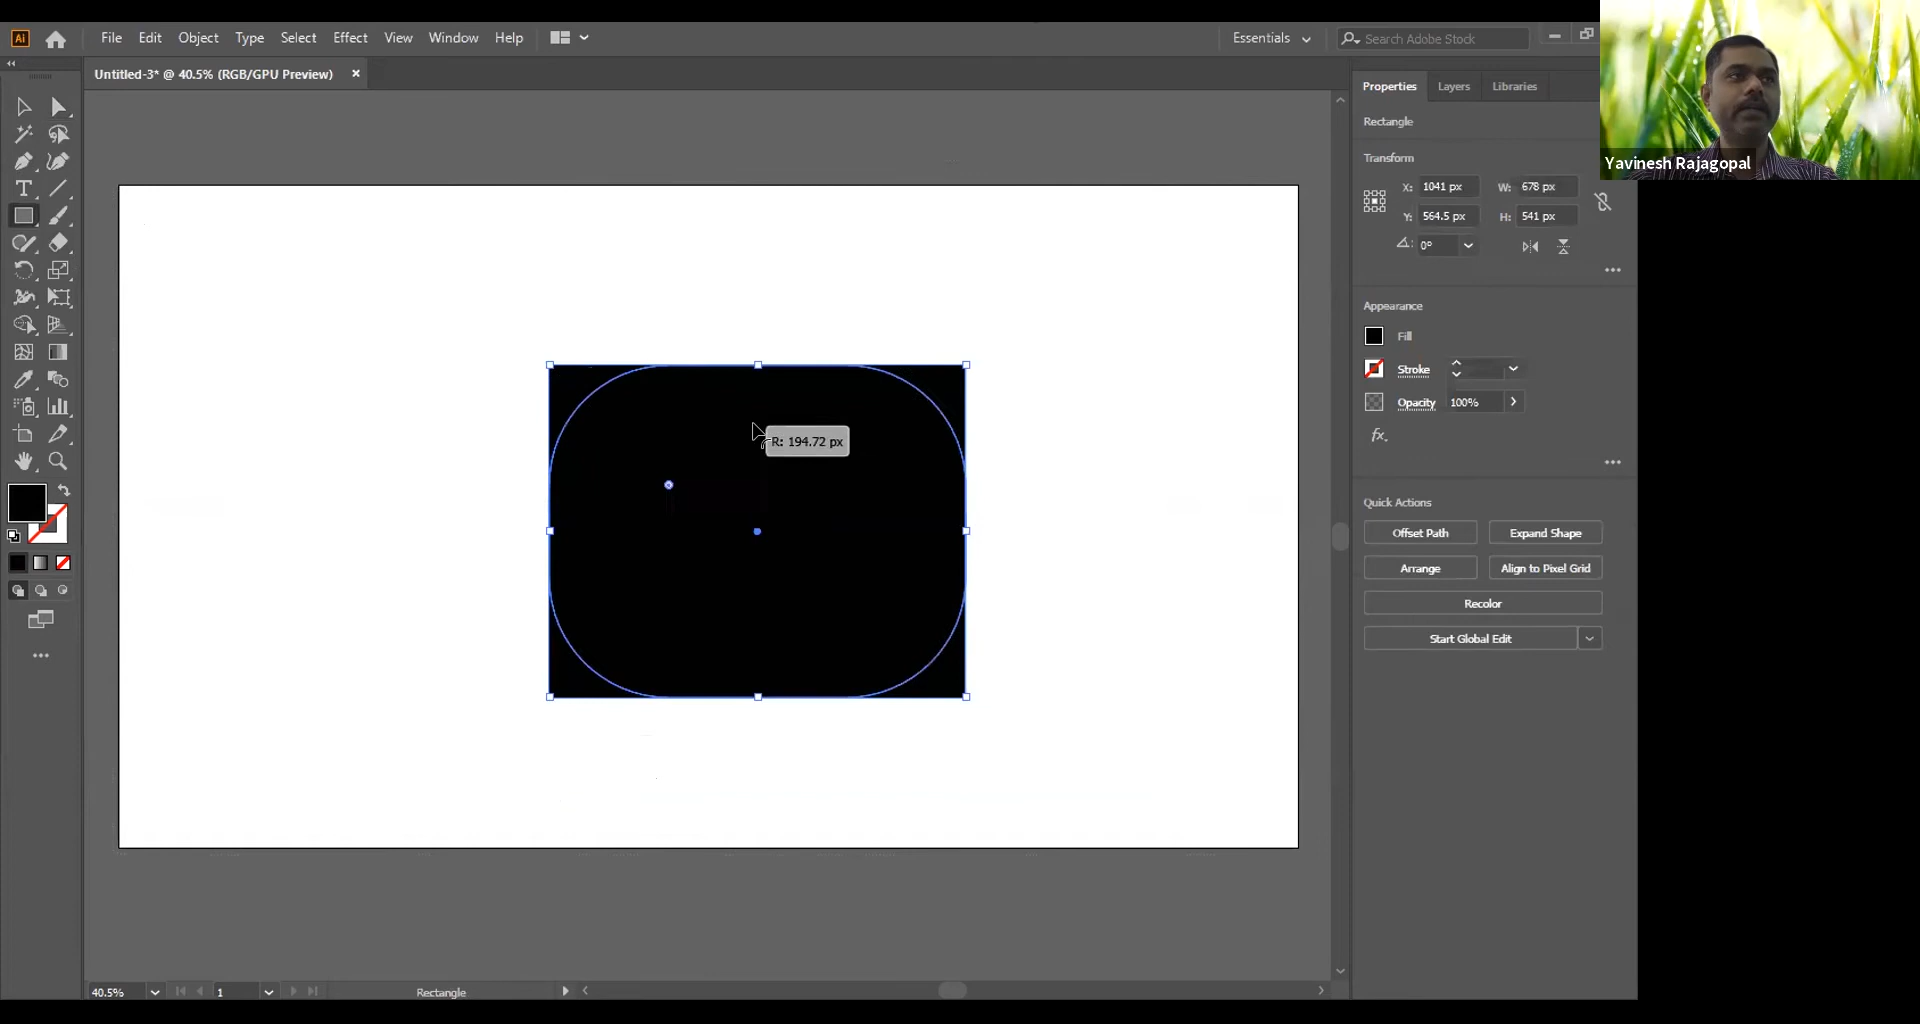 Ai File Edit Object Type Select Effect View Window Help Essentials Search Adobe Stock
Untitled-3* @ 40.5% (RGB/GPU Preview) ×
Properties Layers Libraries
Rectangle
Yavinesh Rajagopal
Transform
X: 1041 px W: 678 px
Y: 564.5 px H: 541 px
0°
Appearance
Fill
Stroke
Opacity 100%
fx.
R: 194.72 px
Quick Actions
Offset Path Expand Shape
Arrange Align to Pixel Grid
Recolor
Start Global Edit
40.5% 1 Rectangle